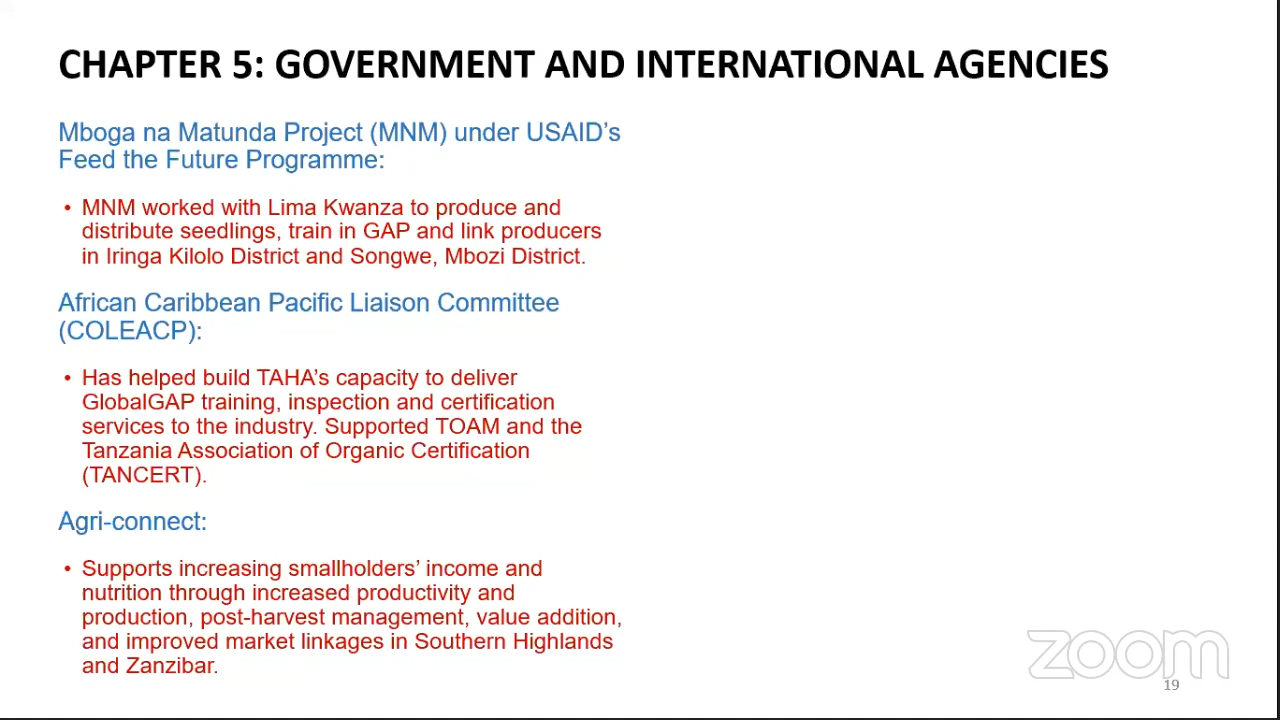 CHAPTER 5: GOVERNMENT AND INTERNATIONAL AGENCIES
Mboga na Matunda Project (MNM) under USAID's
Feed the Future Programme:
• MNM worked with Lima Kwanza to produce and
distribute seedlings, train in GAP and link producers
in Iringa Kilolo District and Songwe, Mbozi District.
African Caribbean Pacific Liaison Committee
(COLEACP):
• Has helped build TAHA's capacity to deliver
GlobalGAP training, inspection and certification
services to the industry. Supported TOAM and the
Tanzania Association of Organic Certification
(TANCERT).
Agri-connect:
• Supports increasing smallholders' income and
nutrition through increased productivity and
production, post-harvest management, value addition,
and improved market linkages in Southern Highlands
and Zanzibar.
zoom
19